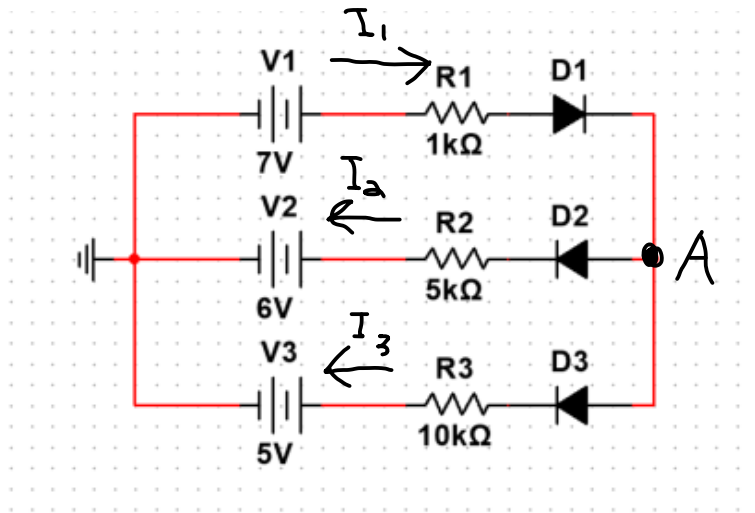 I1
V1
R1
D1
7V
1kΩ
I2
V2
R2
D2
A
6V
5kΩ
I3
V3
R3
D3
5V
10kΩ